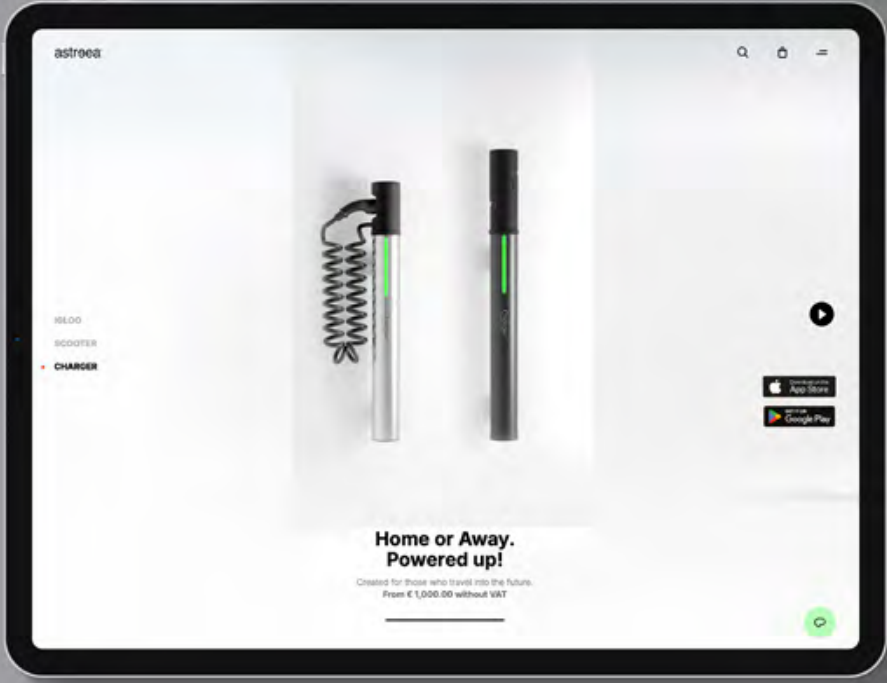 astreea
IGLOO
SCOOTER
CHARGER
Download on the
App Store
GET IT ON
Google Play
Home or Away.
Powered up!
Created for those who travel into the future.
From € 1,000.00 without VAT